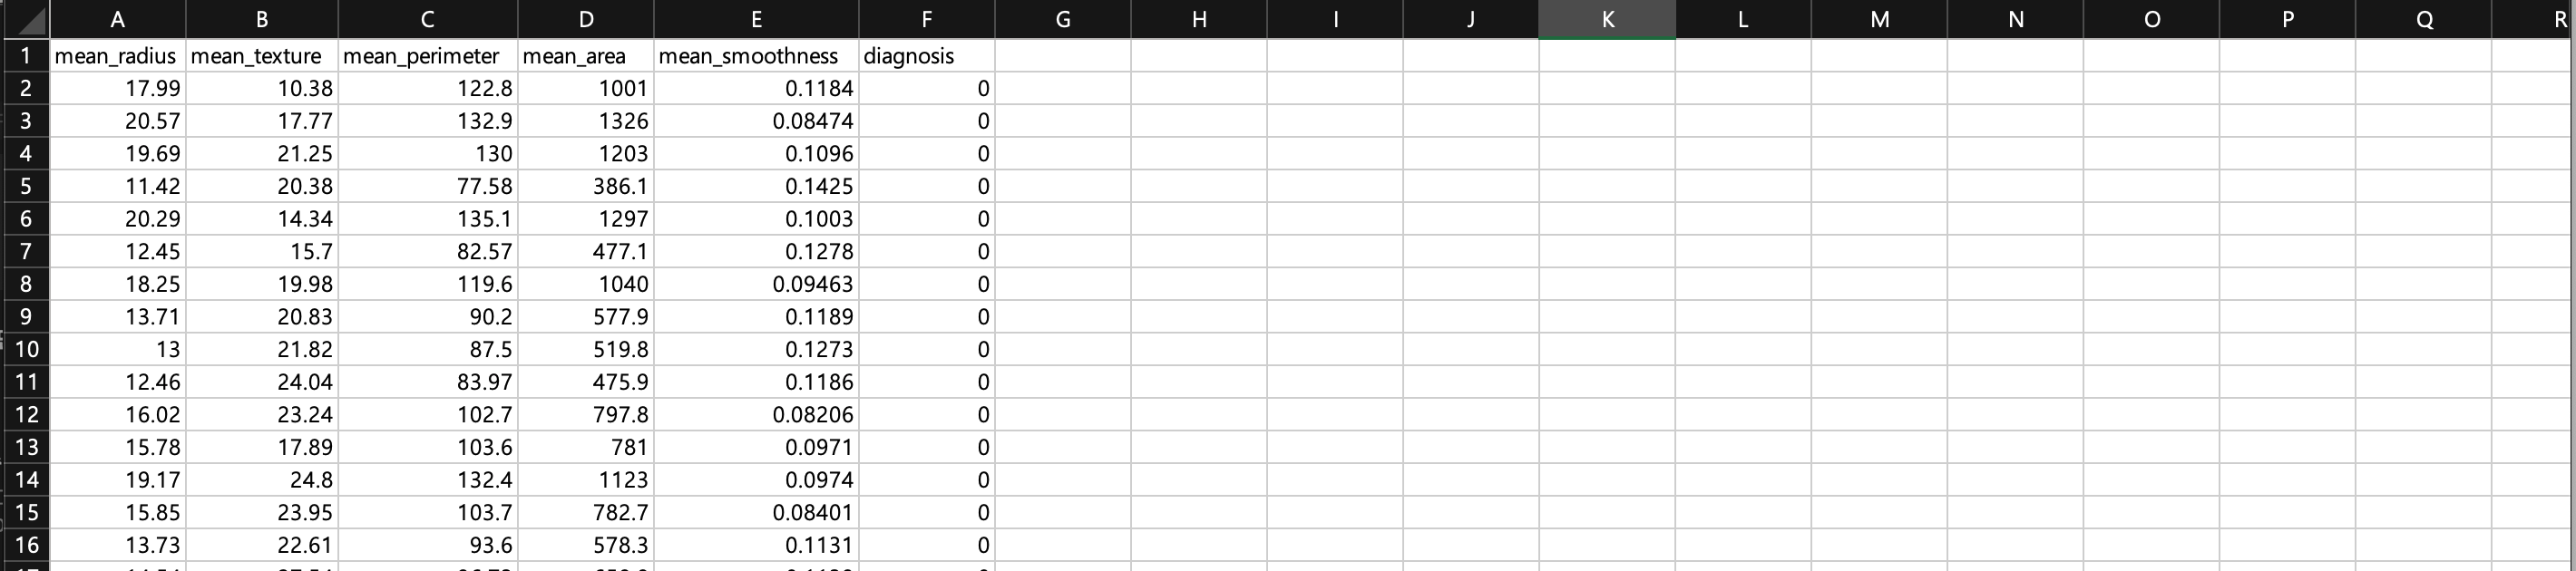 A B C D E F G H I J K L M N O P Q R
1 mean_radius mean_texture mean_perimeter mean_area mean_smoothness diagnosis
2 17.99 10.38 122.8 1001 0.1184 0
3 20.57 17.77 132.9 1326 0.08474 0
4 19.69 21.25 130 1203 0.1096 0
5 11.42 20.38 77.58 386.1 0.1425 0
6 20.29 14.34 135.1 1297 0.1003 0
7 12.45 15.7 82.57 477.1 0.1278 0
8 18.25 19.98 119.6 1040 0.09463 0
9 13.71 20.83 90.2 577.9 0.1189 0
10 13 21.82 87.5 519.8 0.1273 0
11 12.46 24.04 83.97 475.9 0.1186 0
12 16.02 23.24 102.7 797.8 0.08206 0
13 15.78 17.89 103.6 781 0.0971 0
14 19.17 24.8 132.4 1123 0.0974 0
15 15.85 23.95 103.7 782.7 0.08401 0
16 13.73 22.61 93.6 578.3 0.1131 0